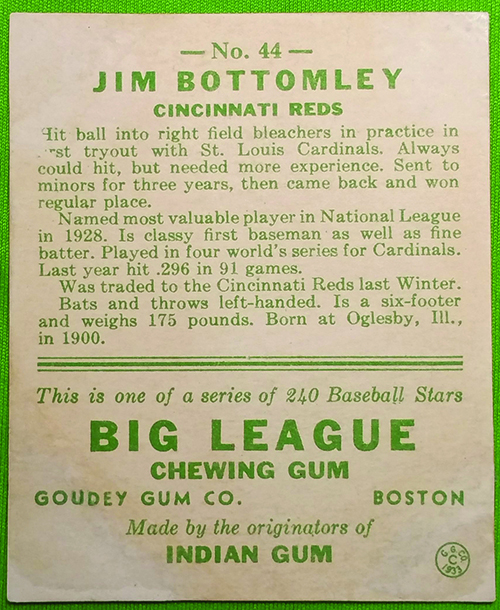 — No. 44 —
JIM BOTTOMLEY
CINCINNATI REDS
Hit ball into right field bleachers in practice in
rst tryout with St. Louis Cardinals. Always
could hit, but needed more experience. Sent to
minors for three years, then came back and won
regular place.
Named most valuable player in National League
in 1928. Is classy first baseman as well as fine
batter. Played in four world's series for Cardinals.
Last year hit .296 in 91 games.
Was traded to the Cincinnati Reds last Winter.
Bats and throws left-handed. Is a six-footer
and weighs 175 pounds. Born at Oglesby, Ill.,
in 1900.
This is one of a series of 240 Baseball Stars
BIG LEAGUE
CHEWING GUM
GOUDEY GUM CO. BOSTON
Made by the originators of
INDIAN GUM
G. G. CO.
C
1933